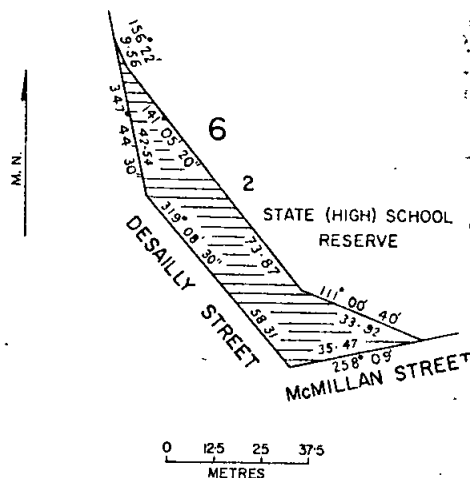 156° 22'
9·56
M. N.
347° 44' 30"
42·54
141° 05' 20"
6
2
STATE (HIGH) SCHOOL
RESERVE
319° 08' 30"
73·87
DESAILLY STREET
58·31
111° 00' 40"
33·92
35·47
258° 09'
McMILLAN STREET
0 12·5 25 37·5
METRES